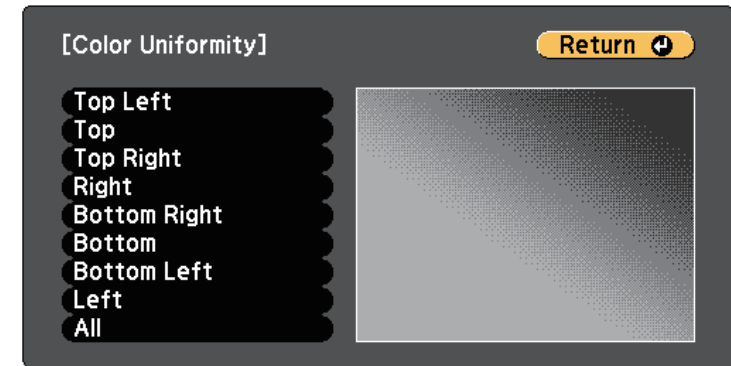 [Color Uniformity]
Return
Top Left
Top
Top Right
Right
Bottom Right
Bottom
Bottom Left
Left
All